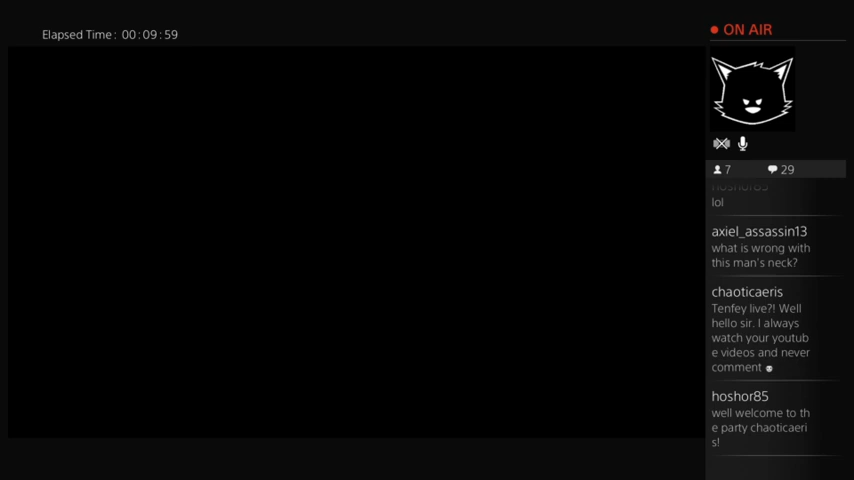 Elapsed Time: 00:09:59
ON AIR
7 29
hoshor85
lol
axiel_assassin13
what is wrong with
this man's neck?
chaoticaeris
Tenfey live?! Well
hello sir. I always
watch your youtub
e videos and never
comment
hoshor85
well welcome to th
e party chaoticaeri
s!